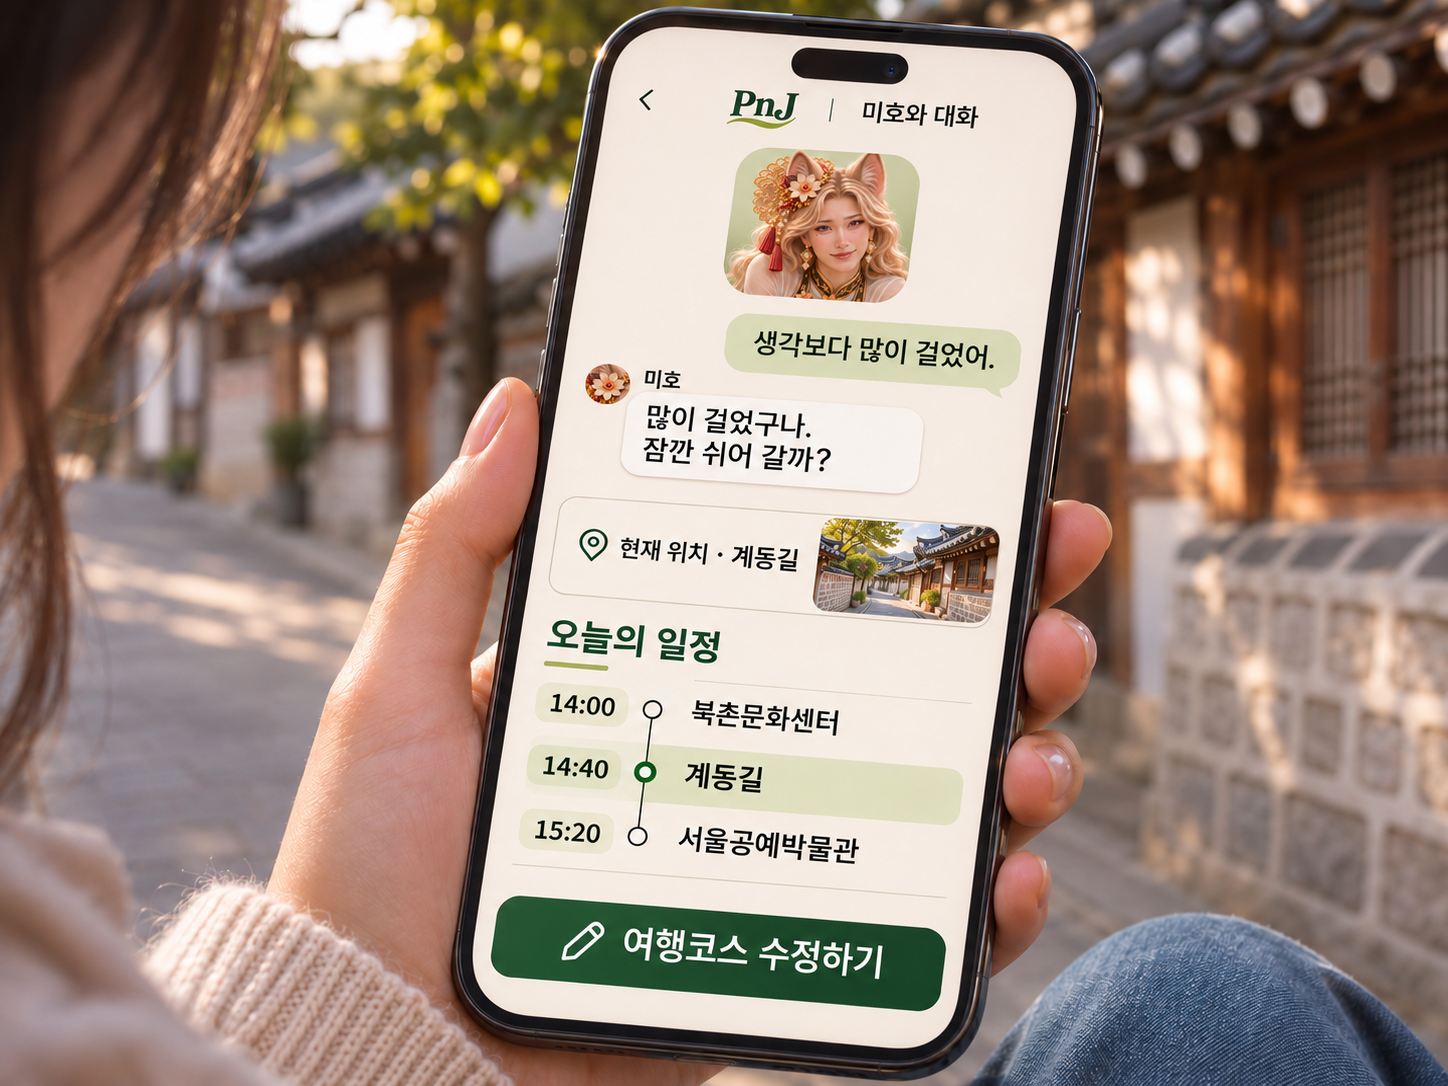 PnJ | 미호와 대화
생각보다 많이 걸었어.
미호
많이 걸었구나.
잠깐 쉬어 갈까?
현재 위치 · 계동길
오늘의 일정
14:00 북촌문화센터
14:40 계동길
15:20 서울공예박물관
여행코스 수정하기